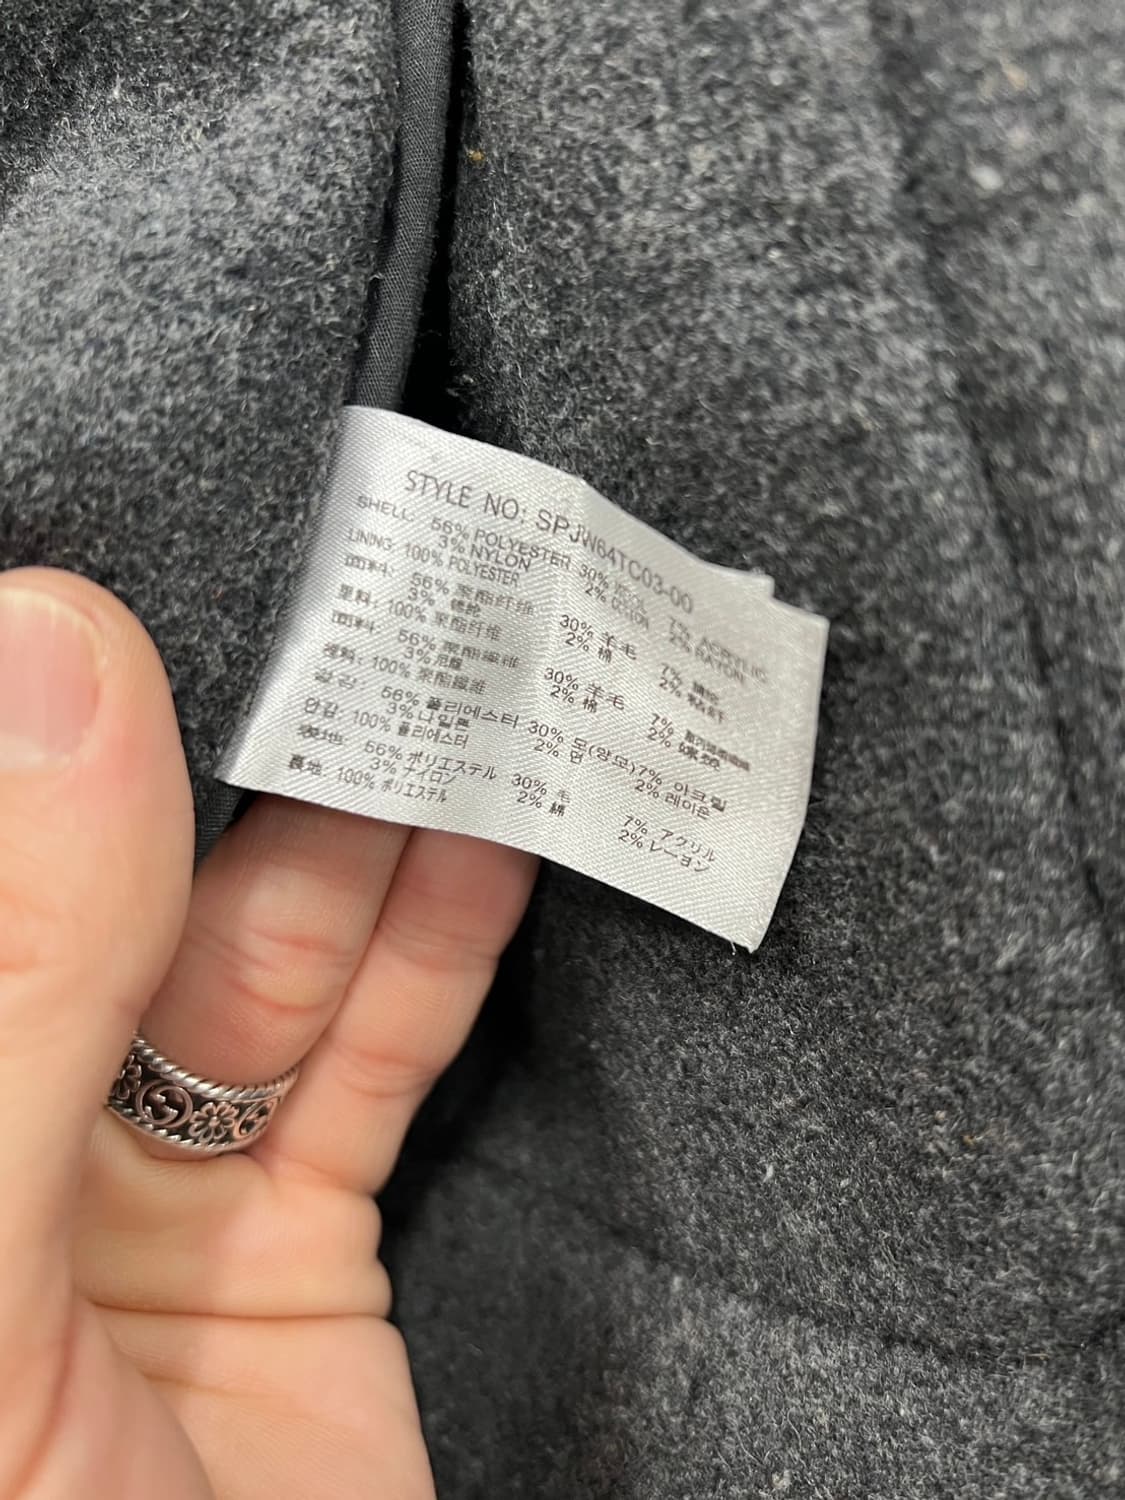 STYLE NO: SPJW64TC03-00
SHELL: 56% POLYESTER 30% 7% ACRYLIC
3% NYLON 2% COTTON 2% RAYON
LINING: 100% POLYESTER
面料: 56% 聚酯纤维 30% 羊毛 7%
3% 锦纶 2% 棉 2% 粘纤
里料: 100% 聚酯纤维
面料: 56% 聚酯纖維 30% 羊毛 7%
3% 尼龍 2% 棉 2% 嫘縈
裡料: 100% 聚酯纖維
겉감: 56% 폴리에스터 30% 모(양모) 7% 아크릴
3% 나일론 2% 면 2% 레이온
안감: 100% 폴리에스터
表地: 56% ポリエステル 30% 毛 7% アクリル
3% ナイロン 2% 綿 2% レーヨン
裏地: 100% ポリエステル